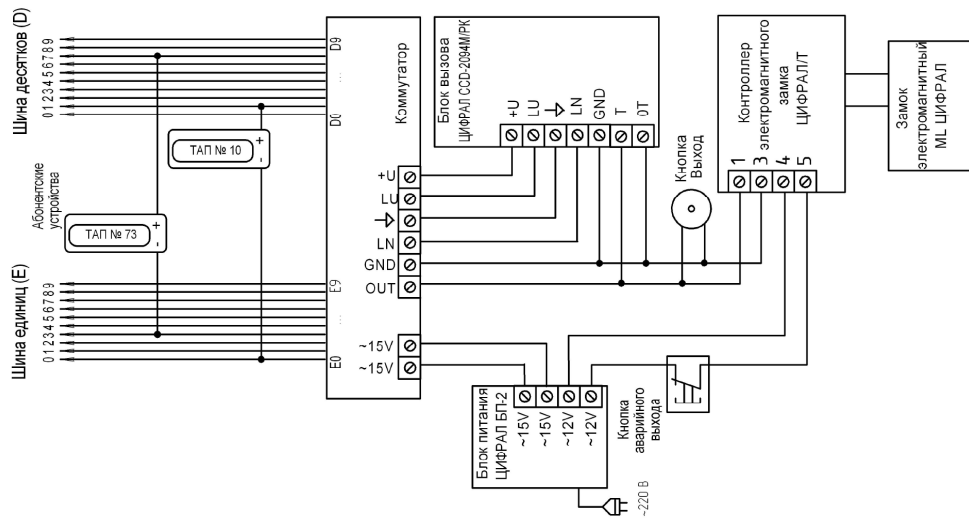 Шина десятков (D)
0 1 2 3 4 5 6 7 8 9
D9
...
D0
ТАП № 10
+
-
Абонентские
устройства
ТАП № 73
+
-
Шина единиц (E)
0 1 2 3 4 5 6 7 8 9
E9
...
E0
Коммутатор
+U
LU
LN
GND
OUT
~15V
~15V
Блок вызова
ЦИФРАЛ CCD-2094М/РК
+U
LU
LN
GND
T
0T
Кнопка
Выход
Контроллер
электромагнитного
замка
ЦИФРАЛ/Т
1
3
4
5
Замок
электромагнитный
ML ЦИФРАЛ
Блок питания
ЦИФРАЛ БП-2
~15V
~15V
~12V
~12V
Кнопка
аварийного
выхода
~220 В